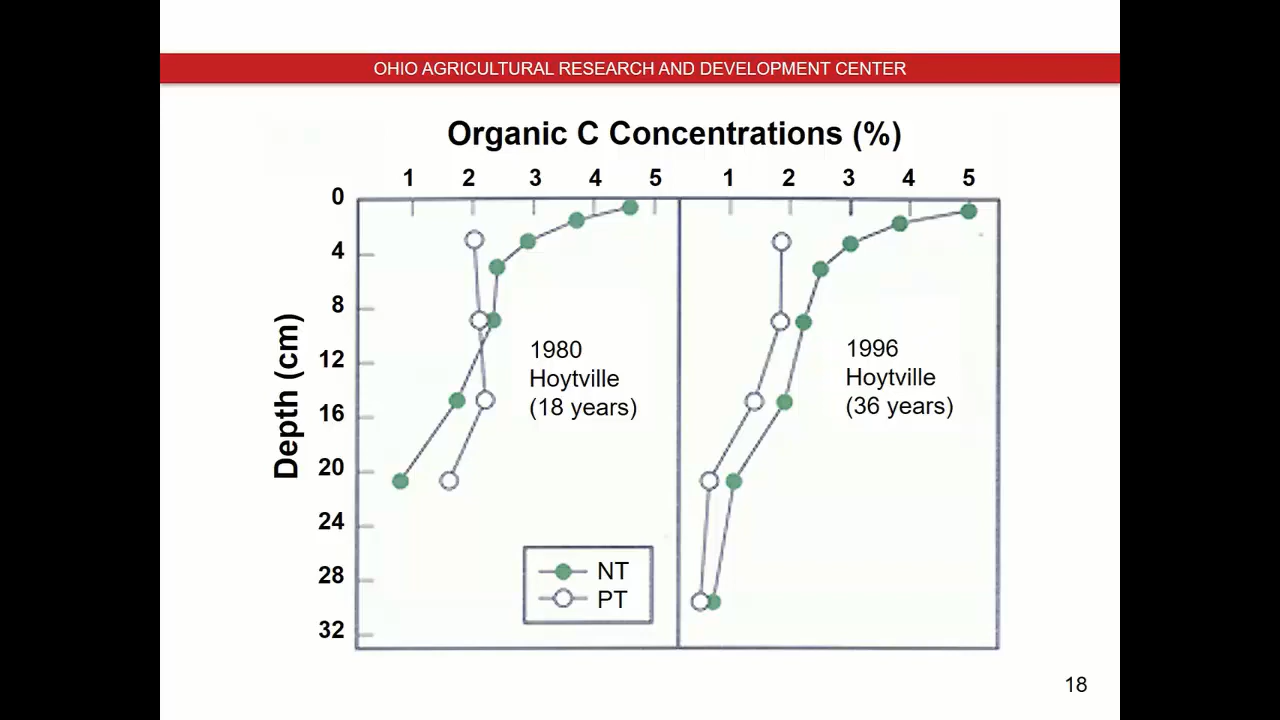 OHIO AGRICULTURAL RESEARCH AND DEVELOPMENT CENTER
Organic C Concentrations (%)
1 2 3 4 5 1 2 3 4 5
0
4
8
12
16
20
24
28
32
Depth (cm)
1980
Hoytville
(18 years)
1996
Hoytville
(36 years)
NT
PT
18